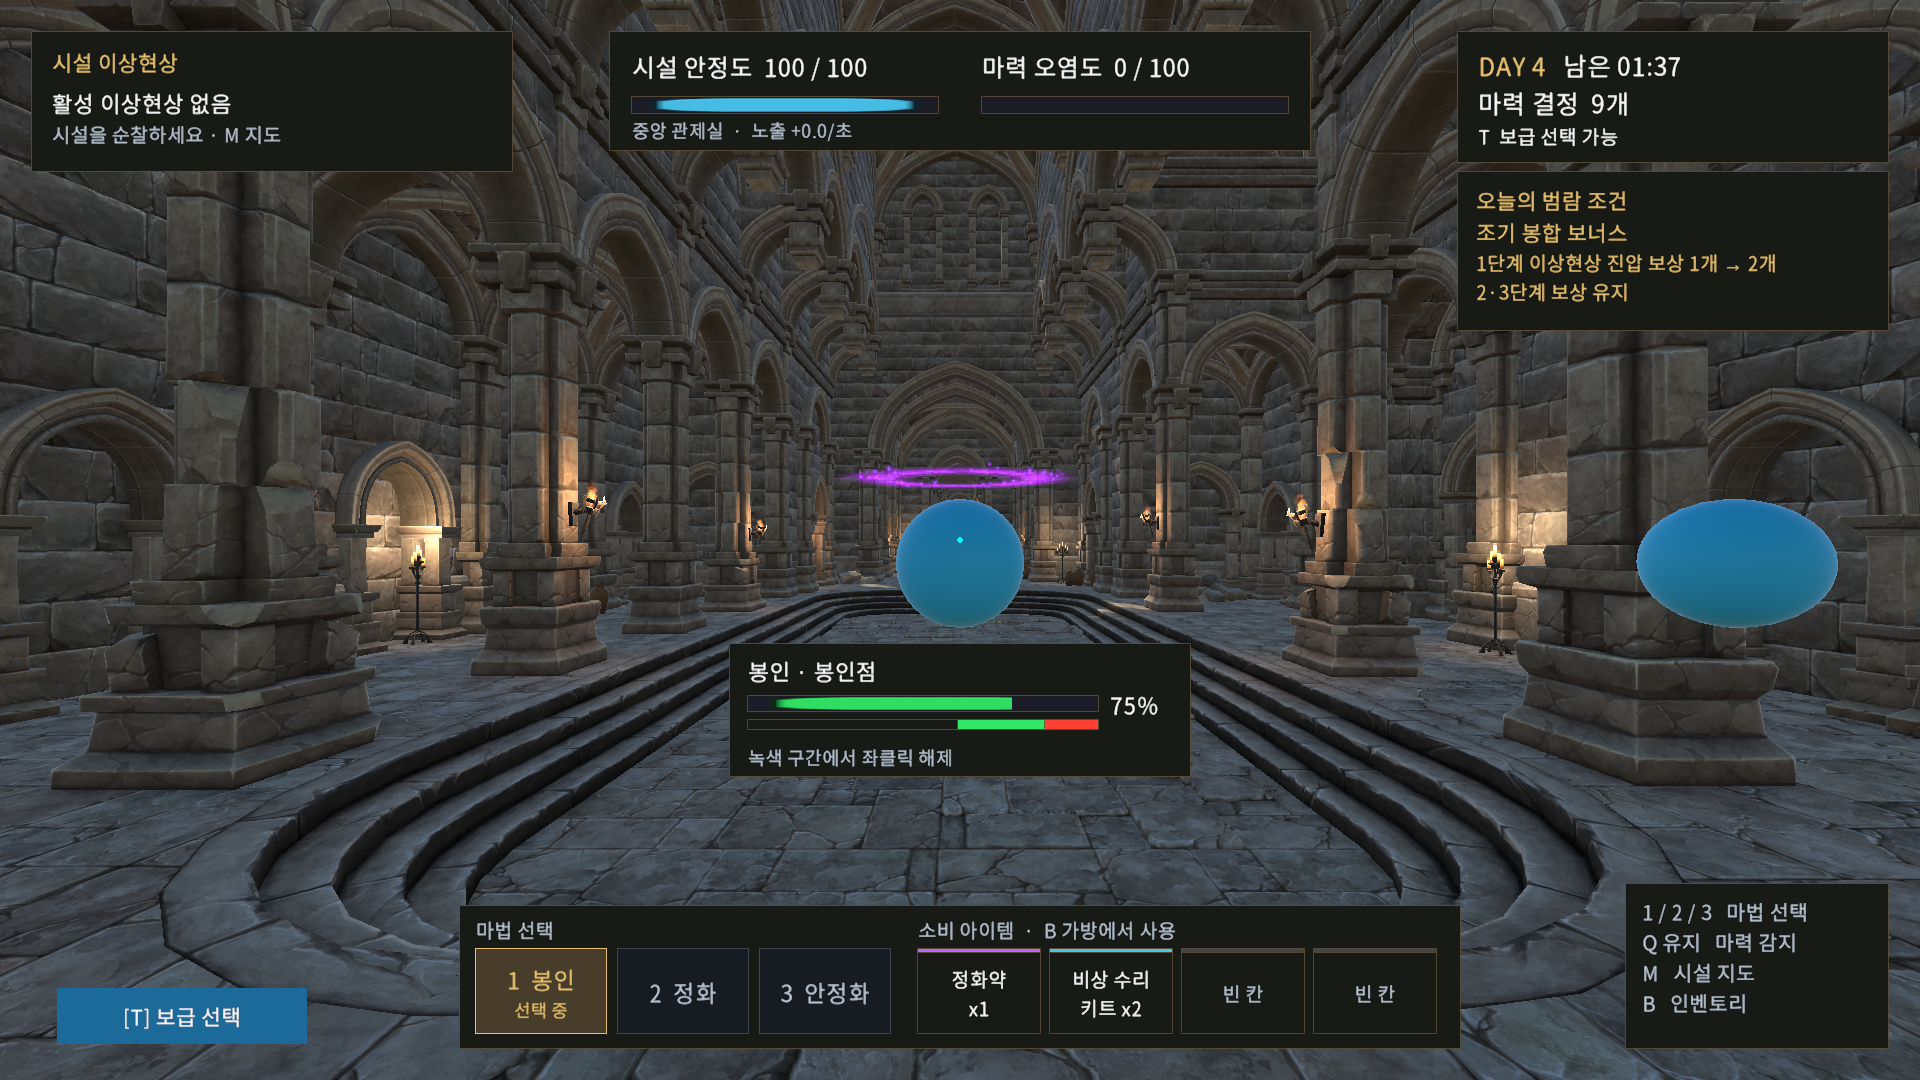 시설 이상현상
활성 이상현상 없음
시설을 순찰하세요 · M 지도
시설 안정도 100 / 100
마력 오염도 0 / 100
중앙 관제실 · 노출 +0.0/초
DAY 4 남은 01:37
마력 결정 9개
T 보급 선택 가능
오늘의 범람 조건
조기 봉합 보너스
1단계 이상현상 진압 보상 1개 → 2개
2·3단계 보상 유지
봉인 · 봉인점
75%
녹색 구간에서 좌클릭 해제
마법 선택
1 봉인
선택 중
2 정화
3 안정화
소비 아이템 · B 가방에서 사용
정화약
x1
비상 수리
키트 x2
빈 칸
빈 칸
[T] 보급 선택
1 / 2 / 3 마법 선택
Q 유지 마력 감지
M 시설 지도
B 인벤토리